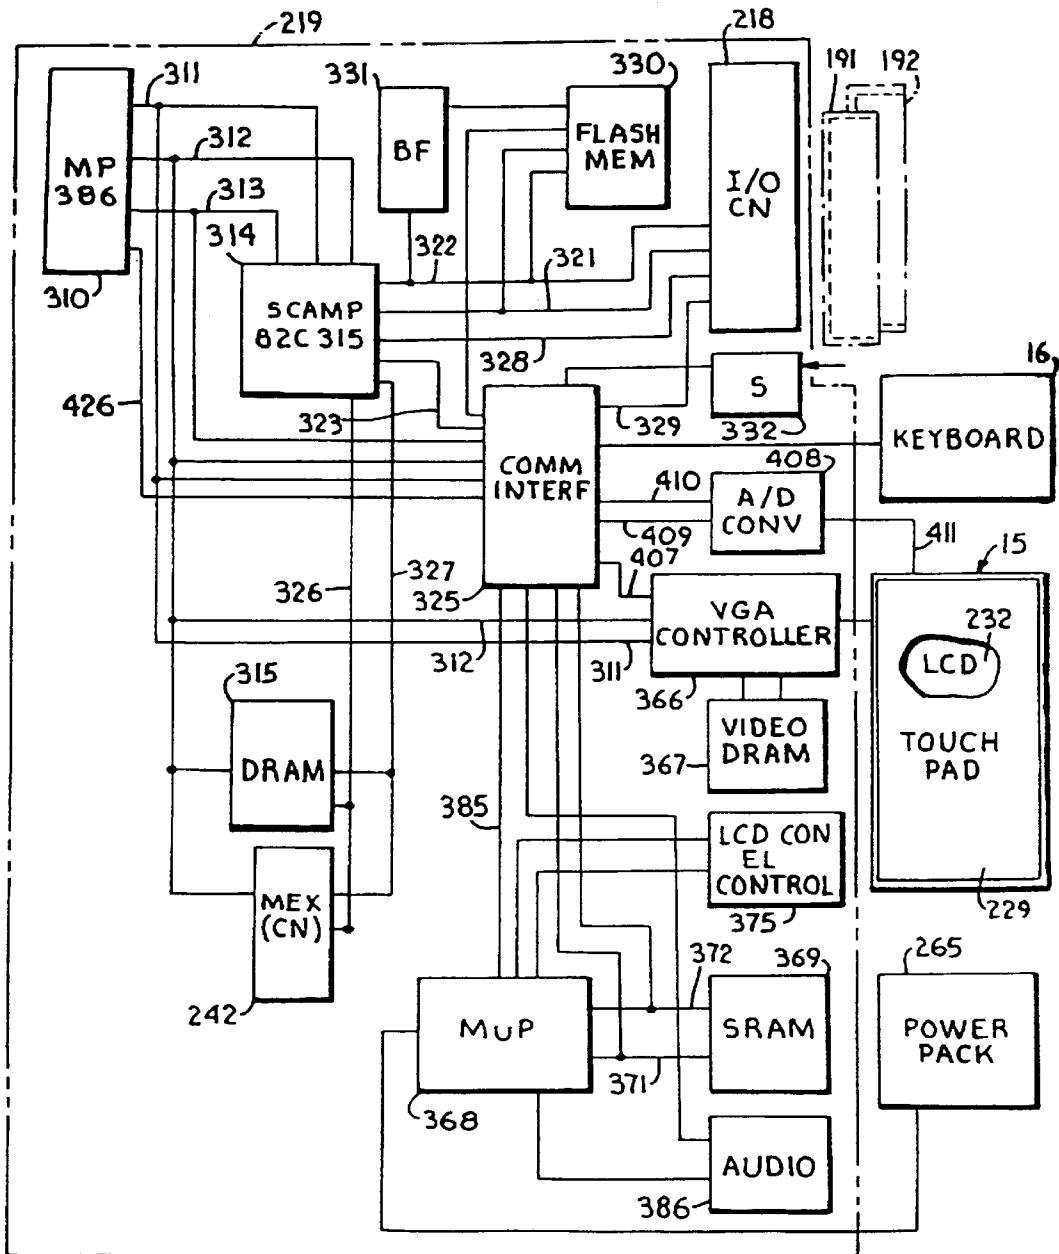 219
218
311
331
330
191
192
MP
386
312
BF
FLASH
MEM
I/O
CN
313
314
322
321
310
SCAMP
82C315
328
16
426
323
329
S
332
KEYBOARD
COMM
INTERF
410
408
A/D
CONV
409
411
15
326
327
325
407
VGA
CONTROLLER
232
LCD
312
311
366
315
VIDEO
DRAM
367
TOUCH
PAD
DRAM
385
LCD CON
EL
CONTROL
MEX
(CN)
375
229
372
369
265
242
MUP
SRAM
POWER
PACK
371
368
AUDIO
386